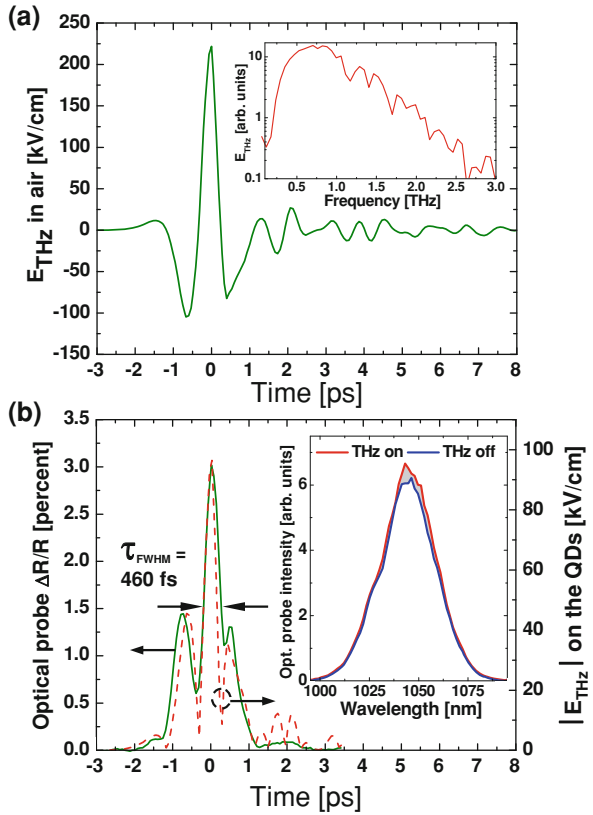 (a)
250
200
150
100
50
0
-50
-100
-150
E_THz in air [kV/cm]
-3 -2 -1 0 1 2 3 4 5 6 7 8
Time [ps]
10
1
0.1
E_THz [arb. units]
0.5 1.0 1.5 2.0 2.5 3.0
Frequency [THz]
(b)
3.5
3.0
2.5
2.0
1.5
1.0
0.5
0.0
Optical probe ΔR/R [percent]
τ_FWHM =
460 fs
THz on THz off
6
4
2
0
Opt. probe intensity [arb. units]
1000 1025 1050 1075
Wavelength [nm]
100
80
60
40
20
0
| E_THz | on the QDs [kV/cm]
-3 -2 -1 0 1 2 3 4 5 6 7 8
Time [ps]